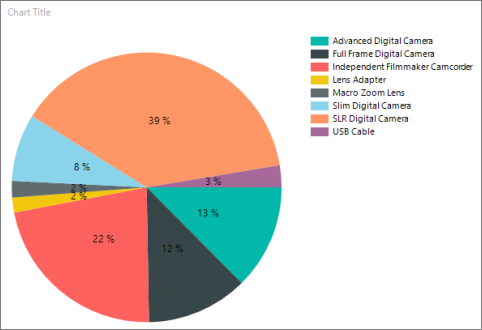 Chart Title
Advanced Digital Camera
Full Frame Digital Camera
Independent Filmmaker Camcorder
Lens Adapter
Macro Zoom Lens
Slim Digital Camera
SLR Digital Camera
USB Cable
39 %
8 %
3 %
2 %
2 %
13 %
22 %
12 %